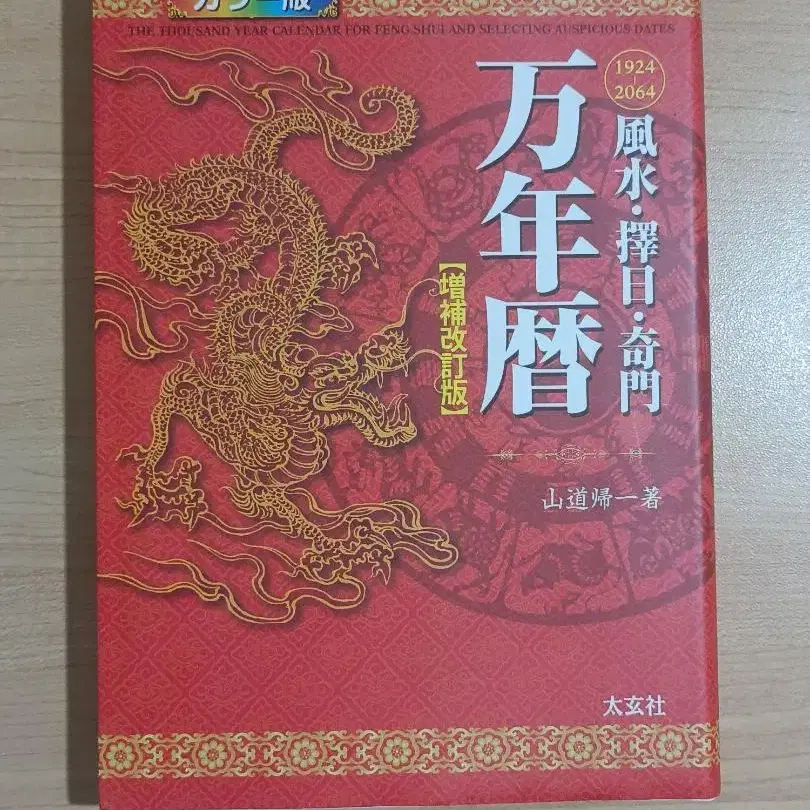 カラー版
THE THOUSAND YEAR CALENDAR FOR FENG SHUI AND SELECTING AUSPICIOUS DATES
1924
2064
風水・擇日・奇門
万年暦
【増補改訂版】
山道帰一著
太玄社